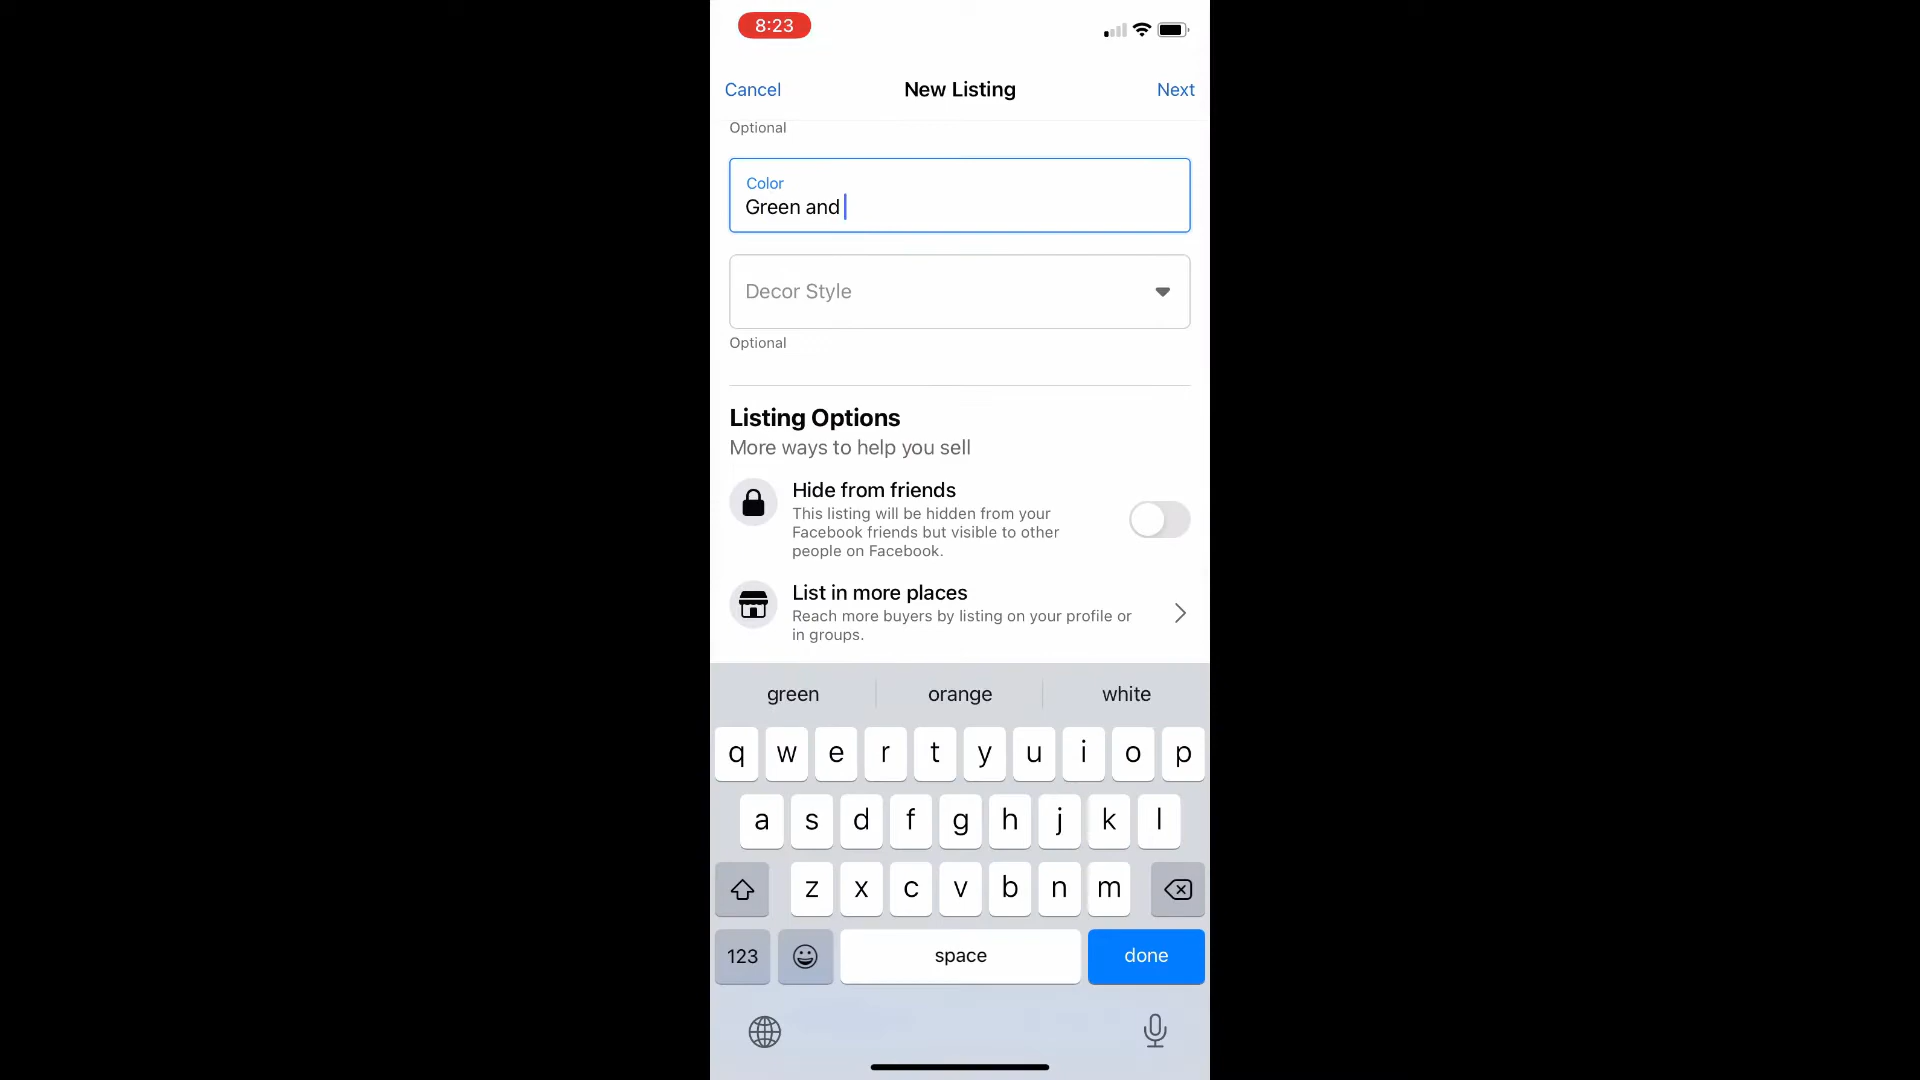 8:23
Cancel New Listing Next
Optional
Color
Green and
Decor Style
Optional
Listing Options
More ways to help you sell
Hide from friends
This listing will be hidden from your
Facebook friends but visible to other
people on Facebook.
List in more places
Reach more buyers by listing on your profile or
in groups.
green orange white
q w e r t y u i o p
a s d f g h j k l
z x c v b n m
123 space done